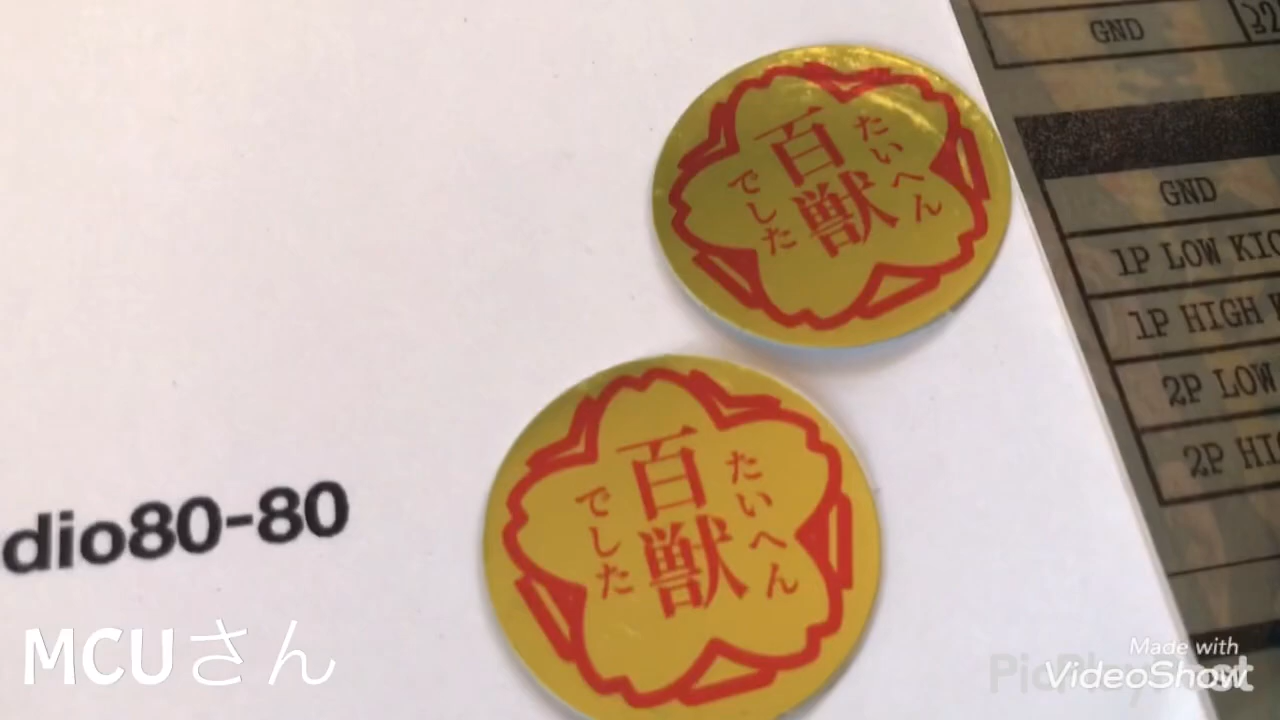 GND
たいへん
百獣
でした
GND
1P LOW KIC
1P HIGH
2P LOW
2P HI
たいへん
百獣
でした
dio80-80
MCUさん
Made with
VideoShow